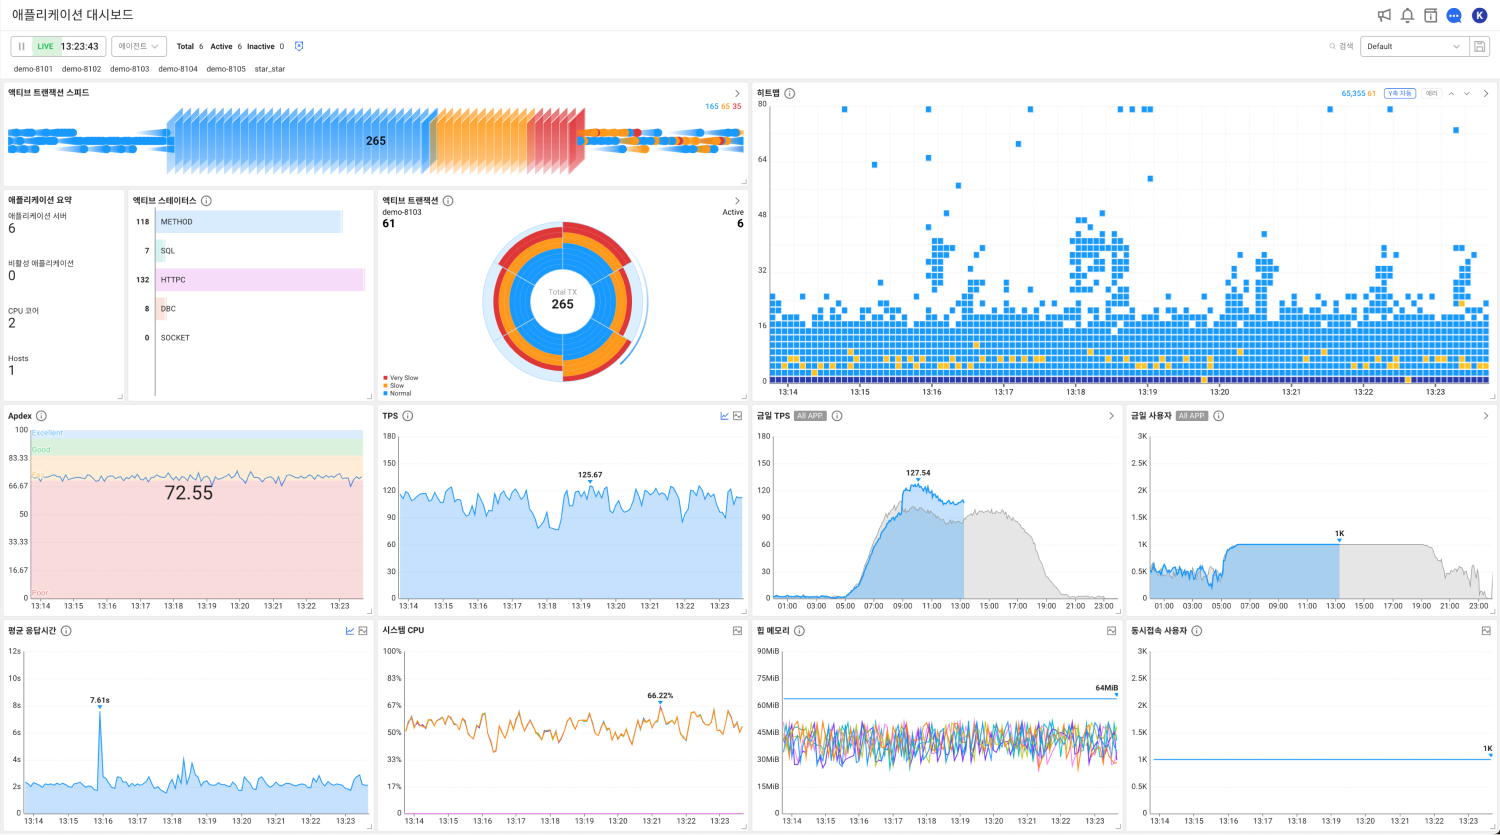 애플리케이션 대시보드
K
LIVE 13:23:43 에이전트 Total 6 Active 6 Inactive 0
검색 Default
demo-8101 demo-8102 demo-8103 demo-8104 demo-8105 star_star
액티브 트랜잭션 스피드
165 65 35
265
히트맵
65,355 61 Y축 자동 에러
80
64
48
32
16
0
13:14 13:15 13:16 13:17 13:18 13:19 13:20 13:21 13:22 13:23
애플리케이션 요약
애플리케이션 서버
6
비활성 애플리케이션
0
CPU 코어
2
Hosts
1
액티브 스테이터스
118 METHOD
7 SQL
132 HTTPC
8 DBC
0 SOCKET
액티브 트랜잭션
demo-8103
61
Active
6
Total TX
265
Very Slow
Slow
Normal
Apdex
100
83.33
66.67
50
33.33
16.67
0
Excellent
Good
Fair
72.55
Poor
13:14 13:15 13:16 13:17 13:18 13:19 13:20 13:21 13:22 13:23
TPS
180
150
120
90
60
30
0
125.67
13:14 13:15 13:16 13:17 13:18 13:19 13:20 13:21 13:22 13:23
금일 TPS All APP.
180
150
120
90
60
30
0
127.54
01:00 03:00 05:00 07:00 09:00 11:00 13:00 15:00 17:00 19:00 21:00 23:00
금일 사용자 All APP.
3K
2.5K
2K
1.5K
1K
0.5K
0
1K
01:00 03:00 05:00 07:00 09:00 11:00 13:00 15:00 17:00 19:00 21:00 23:00
평균 응답시간
12s
10s
8s
6s
4s
2s
0
7.61s
13:14 13:15 13:16 13:17 13:18 13:19 13:20 13:21 13:22 13:23
시스템 CPU
100%
83%
67%
50%
33%
17%
0
66.22%
13:14 13:15 13:16 13:17 13:18 13:19 13:20 13:21 13:22 13:23
힙 메모리
90MiB
75MiB
60MiB
45MiB
30MiB
15MiB
0
64MiB
13:14 13:15 13:16 13:17 13:18 13:19 13:20 13:21 13:22 13:23
동시접속 사용자
3K
2.5K
2K
1.5K
1K
0.5K
0
1K
13:14 13:15 13:16 13:17 13:18 13:19 13:20 13:21 13:22 13:23